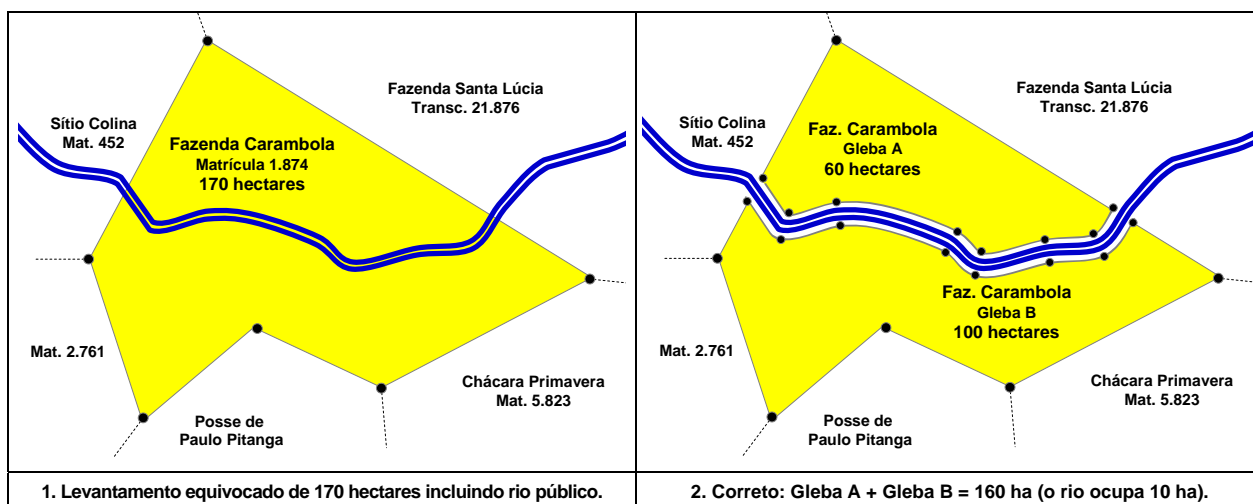 Fazenda Santa Lúcia
Transc. 21.876
Sítio Colina
Mat. 452
Fazenda Carambola
Matrícula 1.874
170 hectares
Mat. 2.761
Chácara Primavera
Mat. 5.823
Posse de
Paulo Pitanga
1. Levantamento equivocado de 170 hectares incluindo rio público.
Fazenda Santa Lúcia
Transc. 21.876
Sítio Colina
Mat. 452
Faz. Carambola
Gleba A
60 hectares
Faz. Carambola
Gleba B
100 hectares
Mat. 2.761
Chácara Primavera
Mat. 5.823
Posse de
Paulo Pitanga
2. Correto: Gleba A + Gleba B = 160 ha (o rio ocupa 10 ha).